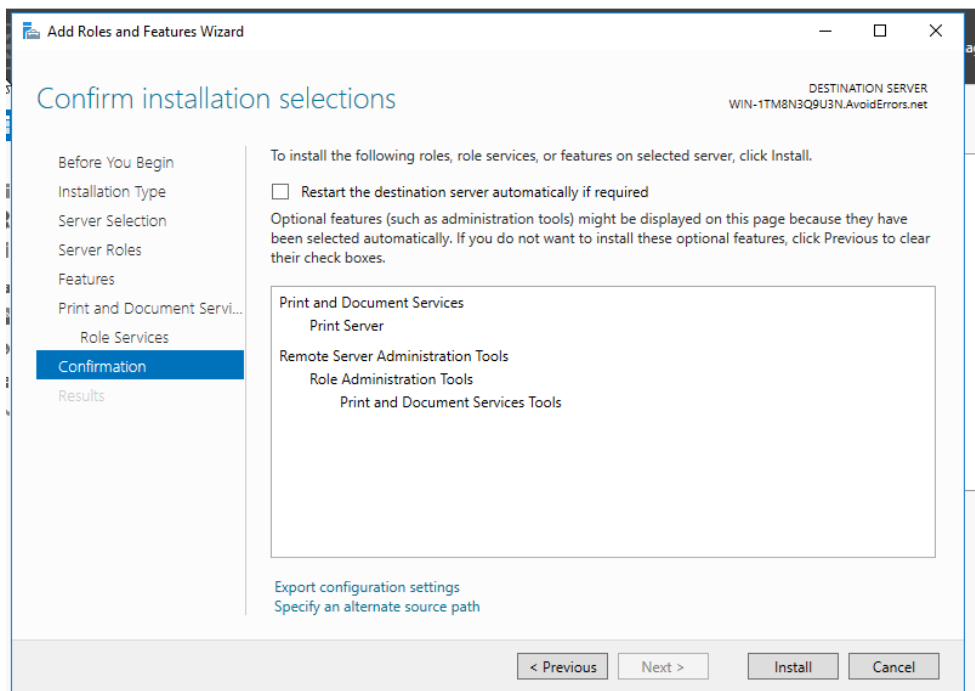 Add Roles and Features Wizard
Confirm installation selections
DESTINATION SERVER
WIN-1TM8N3Q9U3N.AvoidErrors.net
Before You Begin
Installation Type
Server Selection
Server Roles
Features
Print and Document Servi...
Role Services
Confirmation
Results
To install the following roles, role services, or features on selected server, click Install.
Restart the destination server automatically if required
Optional features (such as administration tools) might be displayed on this page because they have
been selected automatically. If you do not want to install these optional features, click Previous to clear
their check boxes.
Print and Document Services
Print Server
Remote Server Administration Tools
Role Administration Tools
Print and Document Services Tools
Export configuration settings
Specify an alternate source path
< Previous
Next >
Install
Cancel